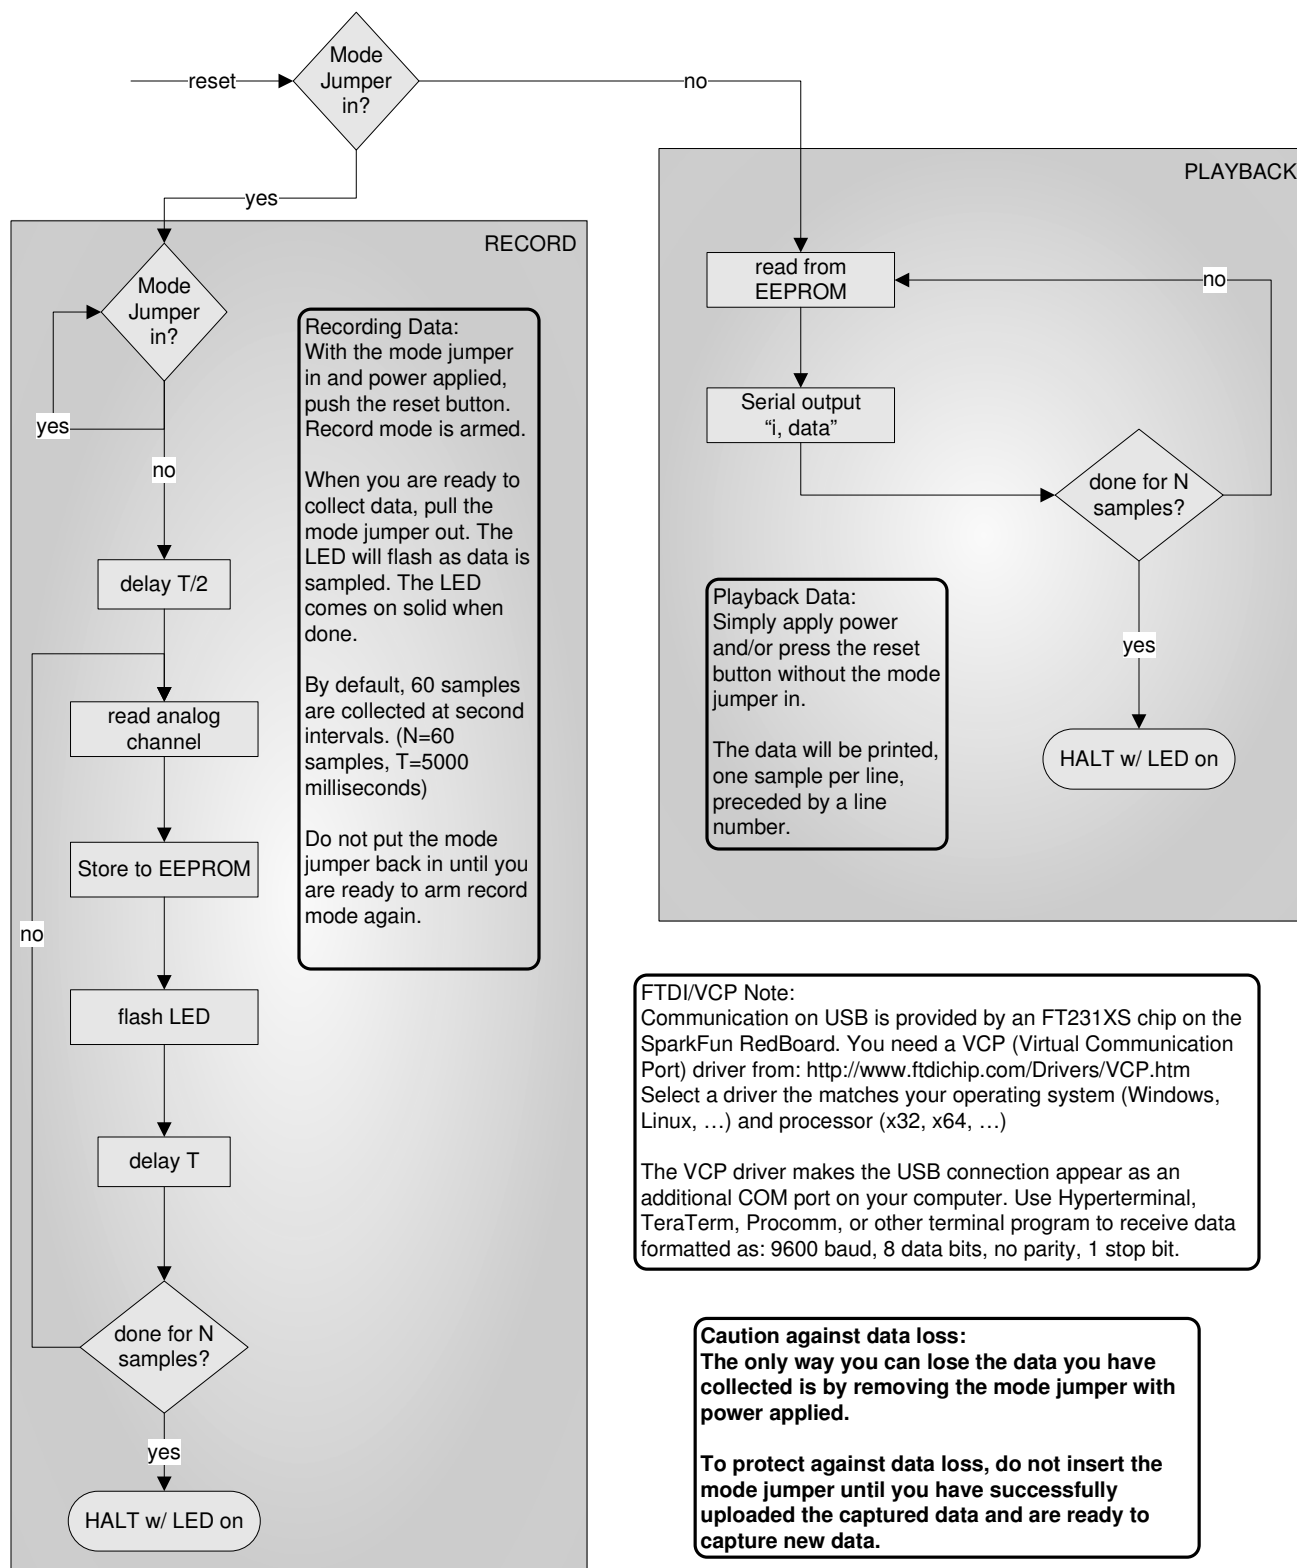 Mode
Jumper
in?
reset
no
yes
RECORD
Mode
Jumper
in?
yes
no
delay T/2
read analog
channel
Store to EEPROM
no
flash LED
delay T
done for N
samples?
yes
HALT w/ LED on
Recording Data:
With the mode jumper
in and power applied,
push the reset button.
Record mode is armed.
When you are ready to
collect data, pull the
mode jumper out. The
LED will flash as data is
sampled. The LED
comes on solid when
done.
By default, 60 samples
are collected at second
intervals. (N=60
samples, T=5000
milliseconds)
Do not put the mode
jumper back in until you
are ready to arm record
mode again.
PLAYBACK
read from
EEPROM
no
Serial output
“i, data”
done for N
samples?
yes
HALT w/ LED on
Playback Data:
Simply apply power
and/or press the reset
button without the mode
jumper in.
The data will be printed,
one sample per line,
preceded by a line
number.
FTDI/VCP Note:
Communication on USB is provided by an FT231XS chip on the
SparkFun RedBoard. You need a VCP (Virtual Communication
Port) driver from: http://www.ftdichip.com/Drivers/VCP.htm
Select a driver the matches your operating system (Windows,
Linux, …) and processor (x32, x64, …)
The VCP driver makes the USB connection appear as an
additional COM port on your computer. Use Hyperterminal,
TeraTerm, Procomm, or other terminal program to receive data
formatted as: 9600 baud, 8 data bits, no parity, 1 stop bit.
Caution against data loss:
The only way you can lose the data you have
collected is by removing the mode jumper with
power applied.
To protect against data loss, do not insert the
mode jumper until you have successfully
uploaded the captured data and are ready to
capture new data.